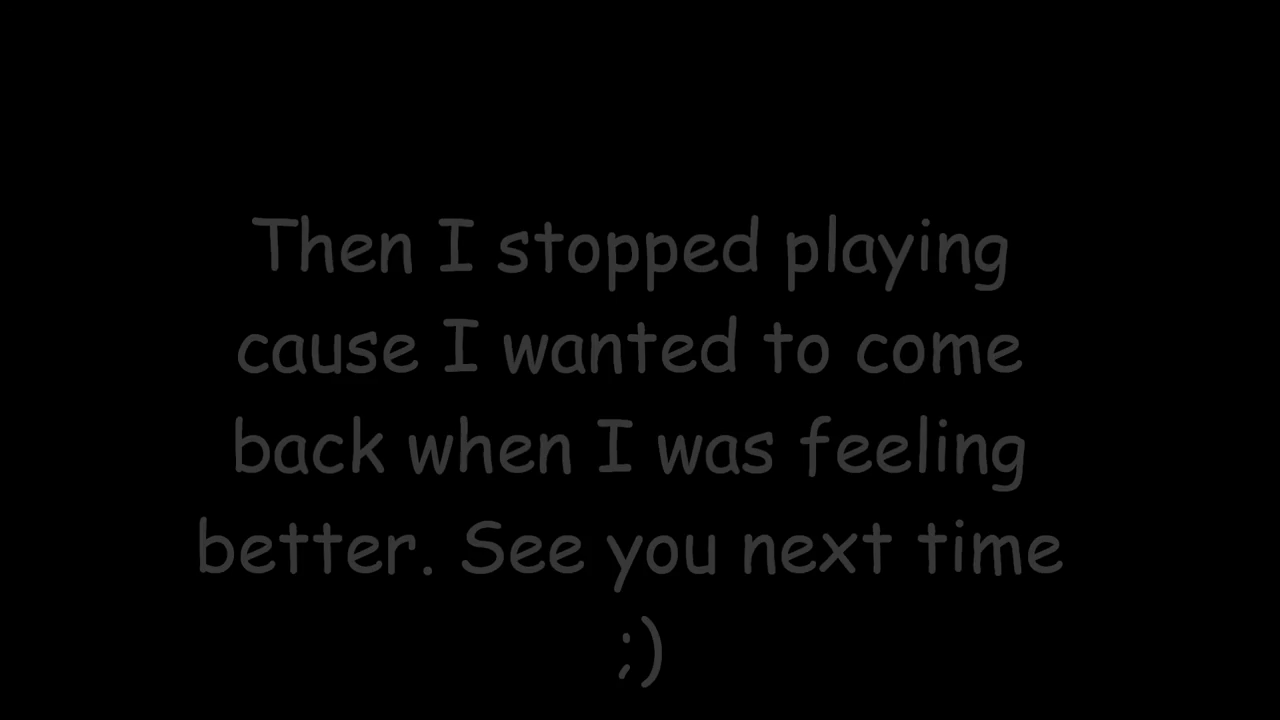 Then I stopped playing
cause I wanted to come
back when I was feeling
better. See you next time
;)